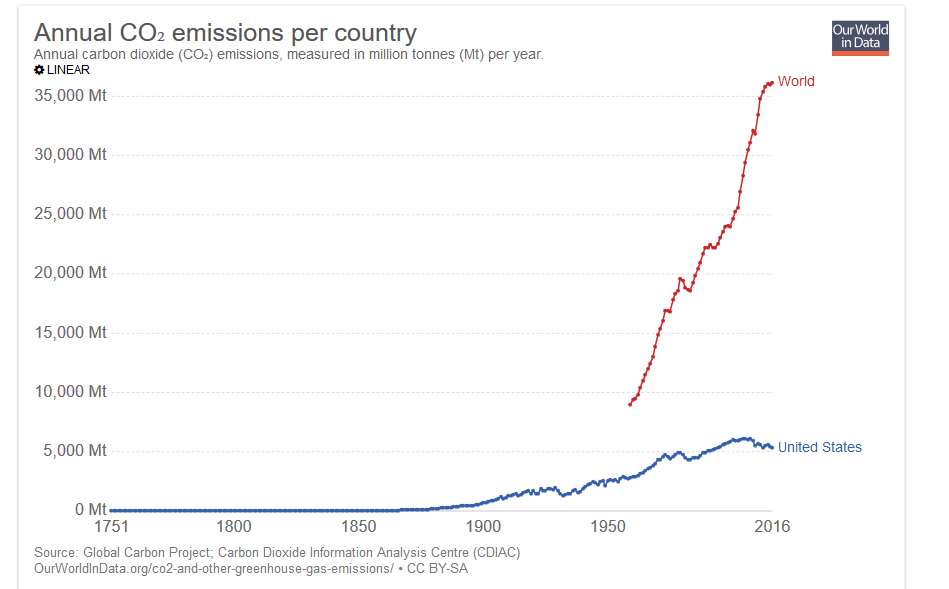 Annual CO₂ emissions per country
Annual carbon dioxide (CO₂) emissions, measured in million tonnes (Mt) per year.
LINEAR
Our World
in Data
World
35,000 Mt
30,000 Mt
25,000 Mt
20,000 Mt
15,000 Mt
10,000 Mt
5,000 Mt
United States
0 Mt
1751 1800 1850 1900 1950 2016
Source: Global Carbon Project; Carbon Dioxide Information Analysis Centre (CDIAC)
OurWorldInData.org/co2-and-other-greenhouse-gas-emissions/ • CC BY-SA